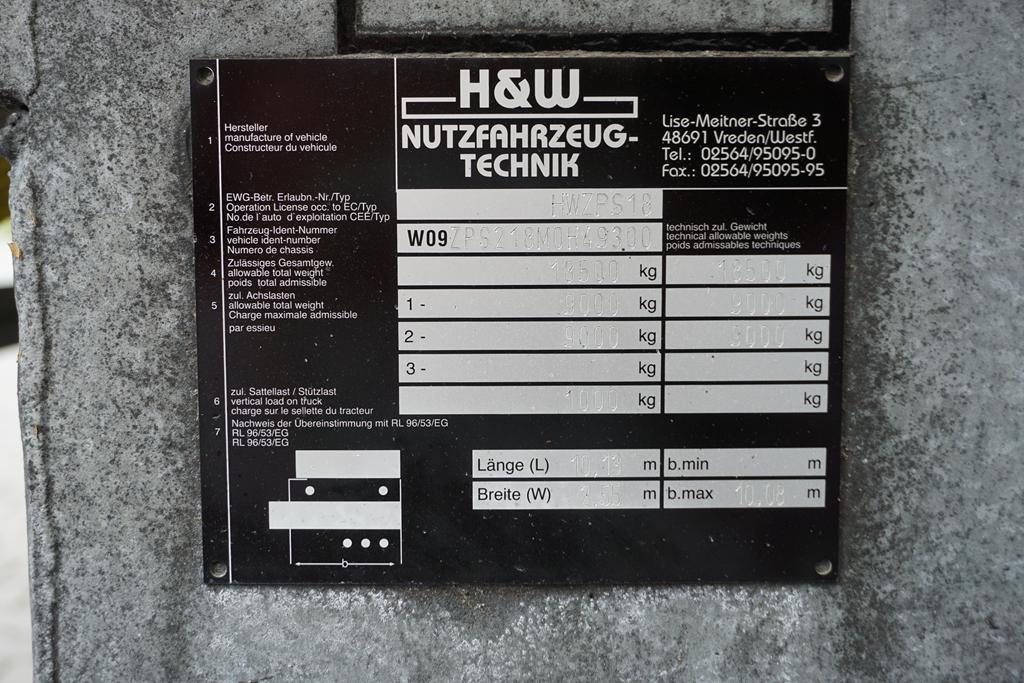 H&W
NUTZFAHRZEUG-
TECHNIK
Lise-Meitner-Straße 3
48691 Vreden/Westf.
Tel.: 02564/95095-0
Fax.: 02564/95095-95
1 Hersteller
manufacture of vehicle
Constructeur du vehicule
2 EWG-Betr. Erlaubn.-Nr./Typ
Operation License occ. to EC/Typ
No.de l'auto d'exploitation CEE/Typ
HWZPS18
3 Fahrzeug-Ident-Nummer
vehicle ident-number
Numero de chassis
W09ZPS218M0H49300
technisch zul. Gewicht
technical allowable weights
poids admissables techniques
4 Zulässiges Gesamtgew.
allowable total weight
poids total admissible
18500 kg 18500 kg
5 zul. Achslasten
allowable total weight
Charge maximale admissible
par essieu
1 - 9000 kg 9000 kg
2 - 9000 kg 9000 kg
3 - kg kg
6 zul. Sattellast / Stützlast
vertical load on truck
charge sur le sellette du tracteur
1000 kg kg
7 Nachweis der Übereinstimmung mit RL 96/53/EG
RL 96/53/EG
RL 96/53/EG
Länge (L) 10,13 m b.min m
Breite (W) m b.max 10,08 m
b